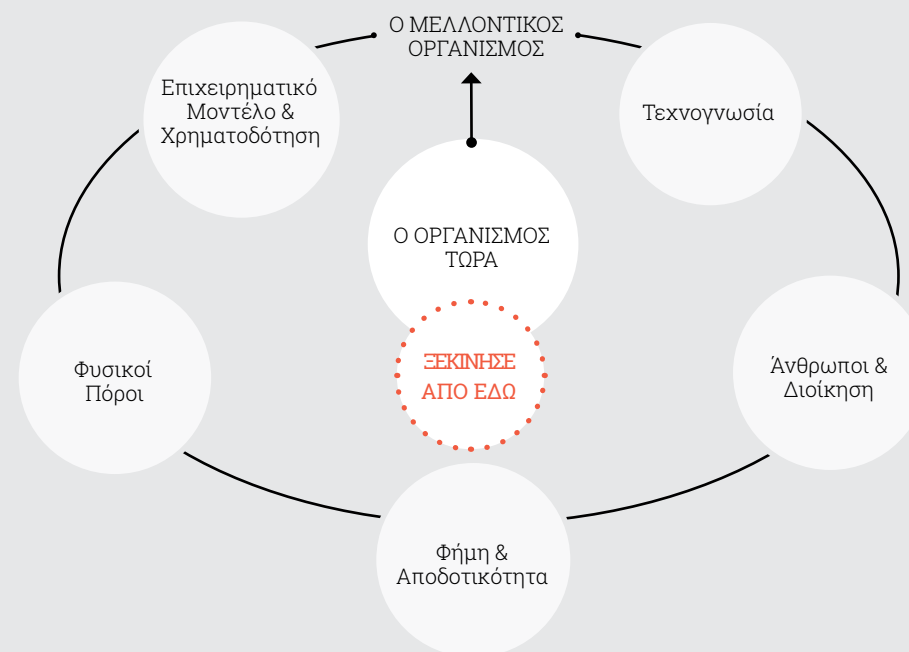 Ο ΜΕΛΛΟΝΤΙΚΟΣ
ΟΡΓΑΝΙΣΜΟΣ
Επιχειρηματικό
Μοντέλο &
Χρηματοδότηση
Τεχνογνωσία
Ο ΟΡΓΑΝΙΣΜΟΣ
ΤΩΡΑ
ΞΕΚΙΝΗΣΕ
ΑΠΟ ΕΔΩ
Φυσικοί
Πόροι
Άνθρωποι &
Διοίκηση
Φήμη &
Αποδοτικότητα